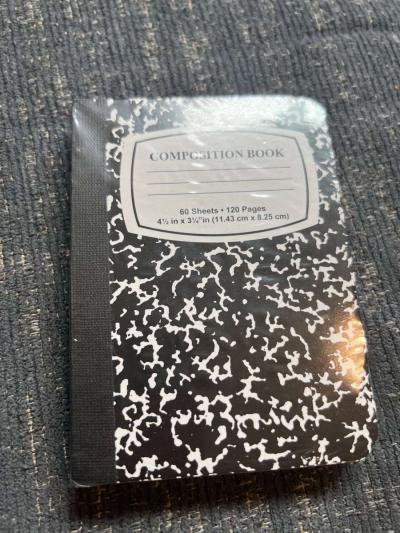 COMPOSITION BOOK
60 Sheets • 120 Pages
4½ in x 3¼"in (11.43 cm x 8.25 cm)